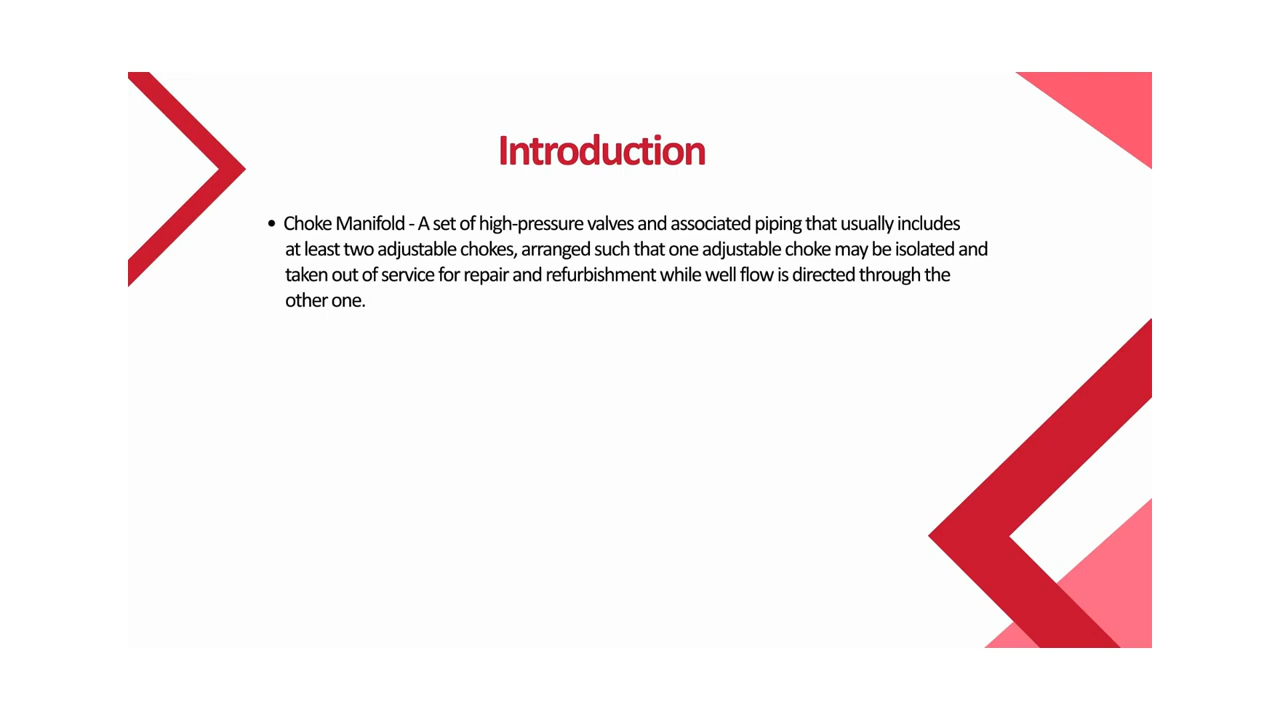 Introduction
• Choke Manifold - A set of high-pressure valves and associated piping that usually includes
at least two adjustable chokes, arranged such that one adjustable choke may be isolated and
taken out of service for repair and refurbishment while well flow is directed through the
other one.